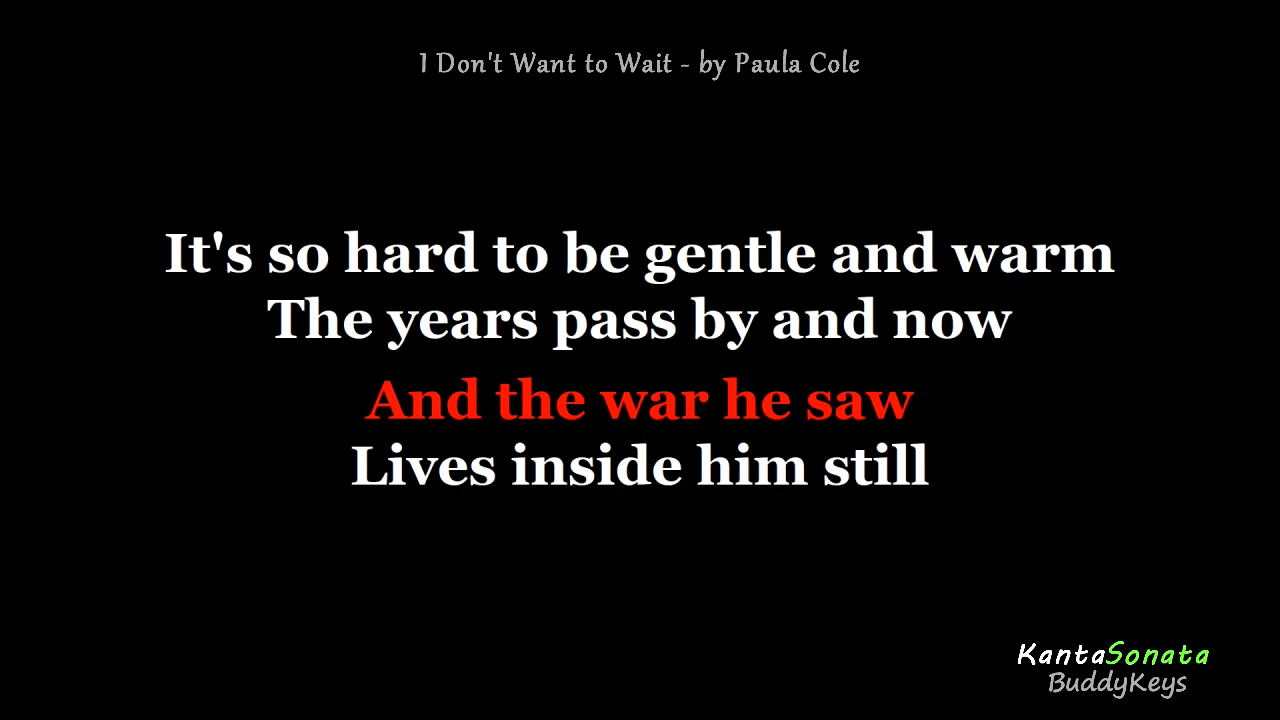 I Don't Want to Wait - by Paula Cole
It's so hard to be gentle and warm
The years pass by and now
And the war he saw
Lives inside him still
KantaSonata
BuddyKeys